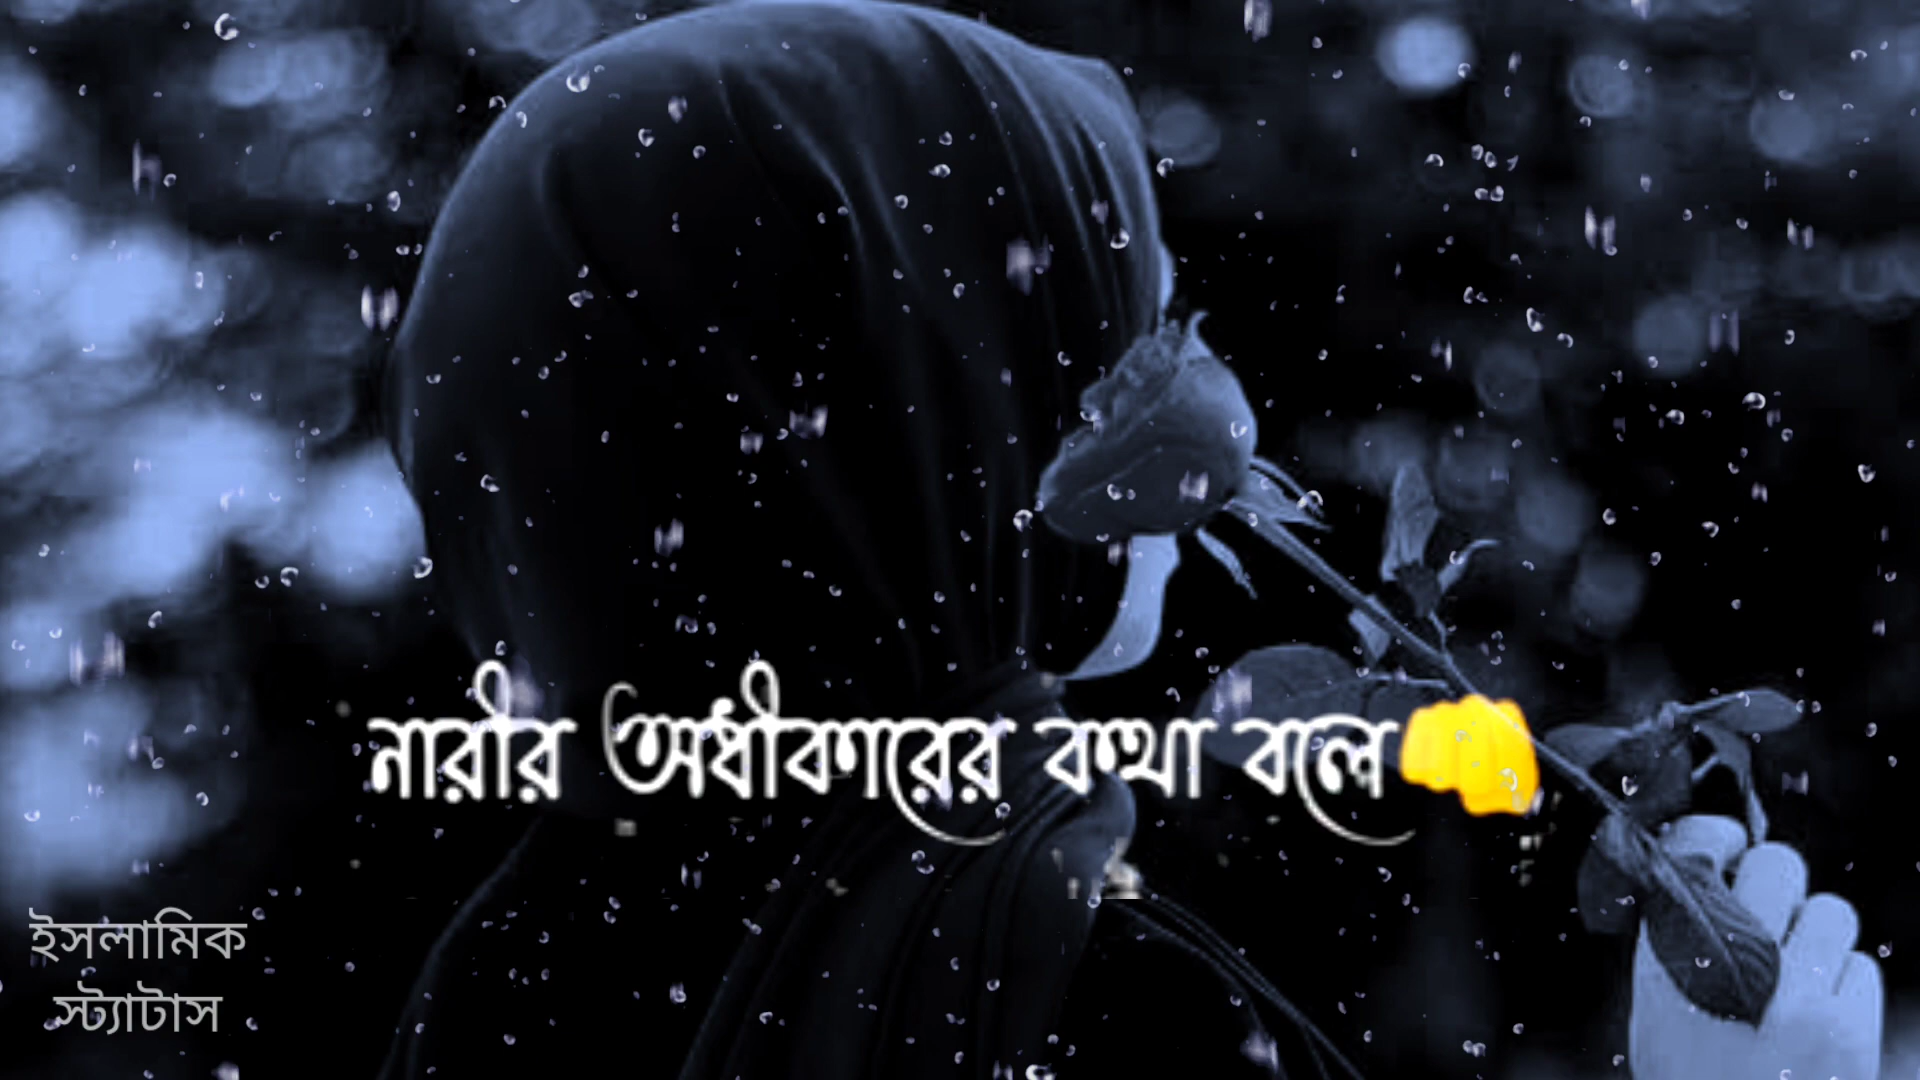 নারীর অধীকারের কথা বলে
ইসলামিক
স্ট্যাটাস